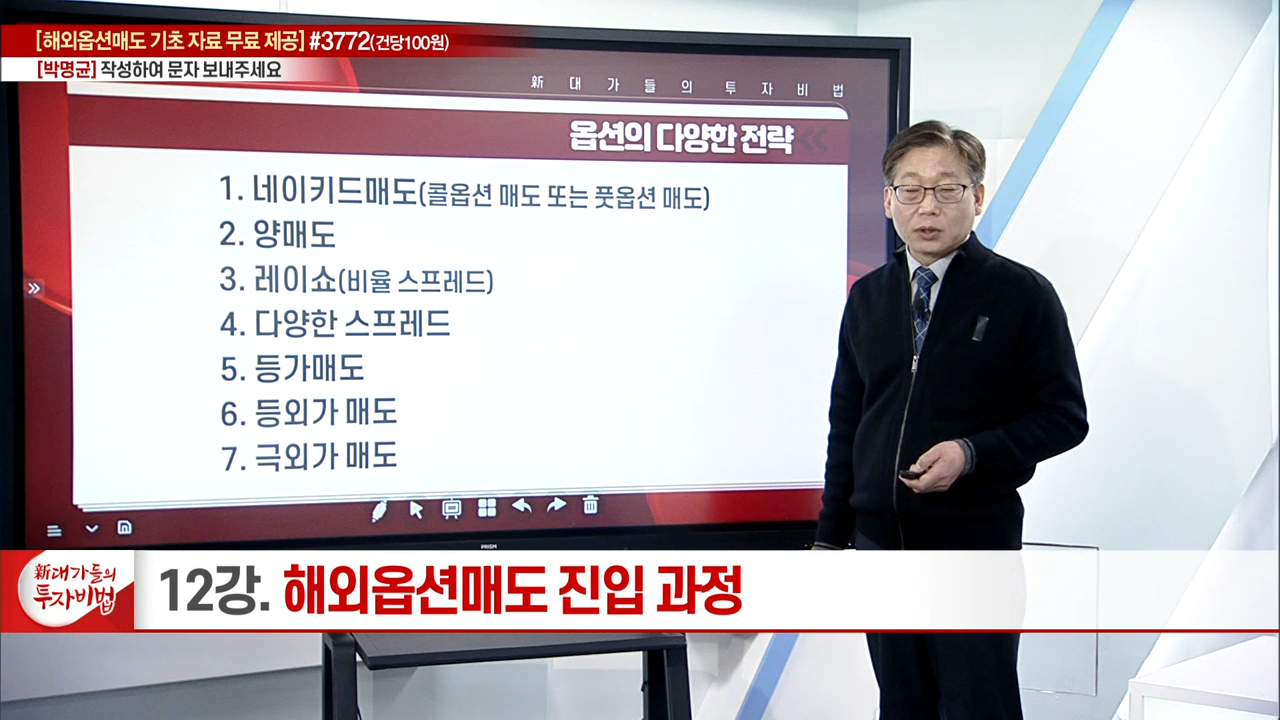 [해외옵션매도 기초 자료 무료 제공] #3772(건당100원)
[박명균] 작성하여 문자 보내주세요
新 대 가 들 의 투 자 비 법
옵션의 다양한 전략
1. 네이키드매도(콜옵션 매도 또는 풋옵션 매도)
2. 양매도
3. 레이쇼(비율 스프레드)
4. 다양한 스프레드
5. 등가매도
6. 등외가 매도
7. 극외가 매도
PRISM
新대가들의
투자비법
12강. 해외옵션매도 진입 과정